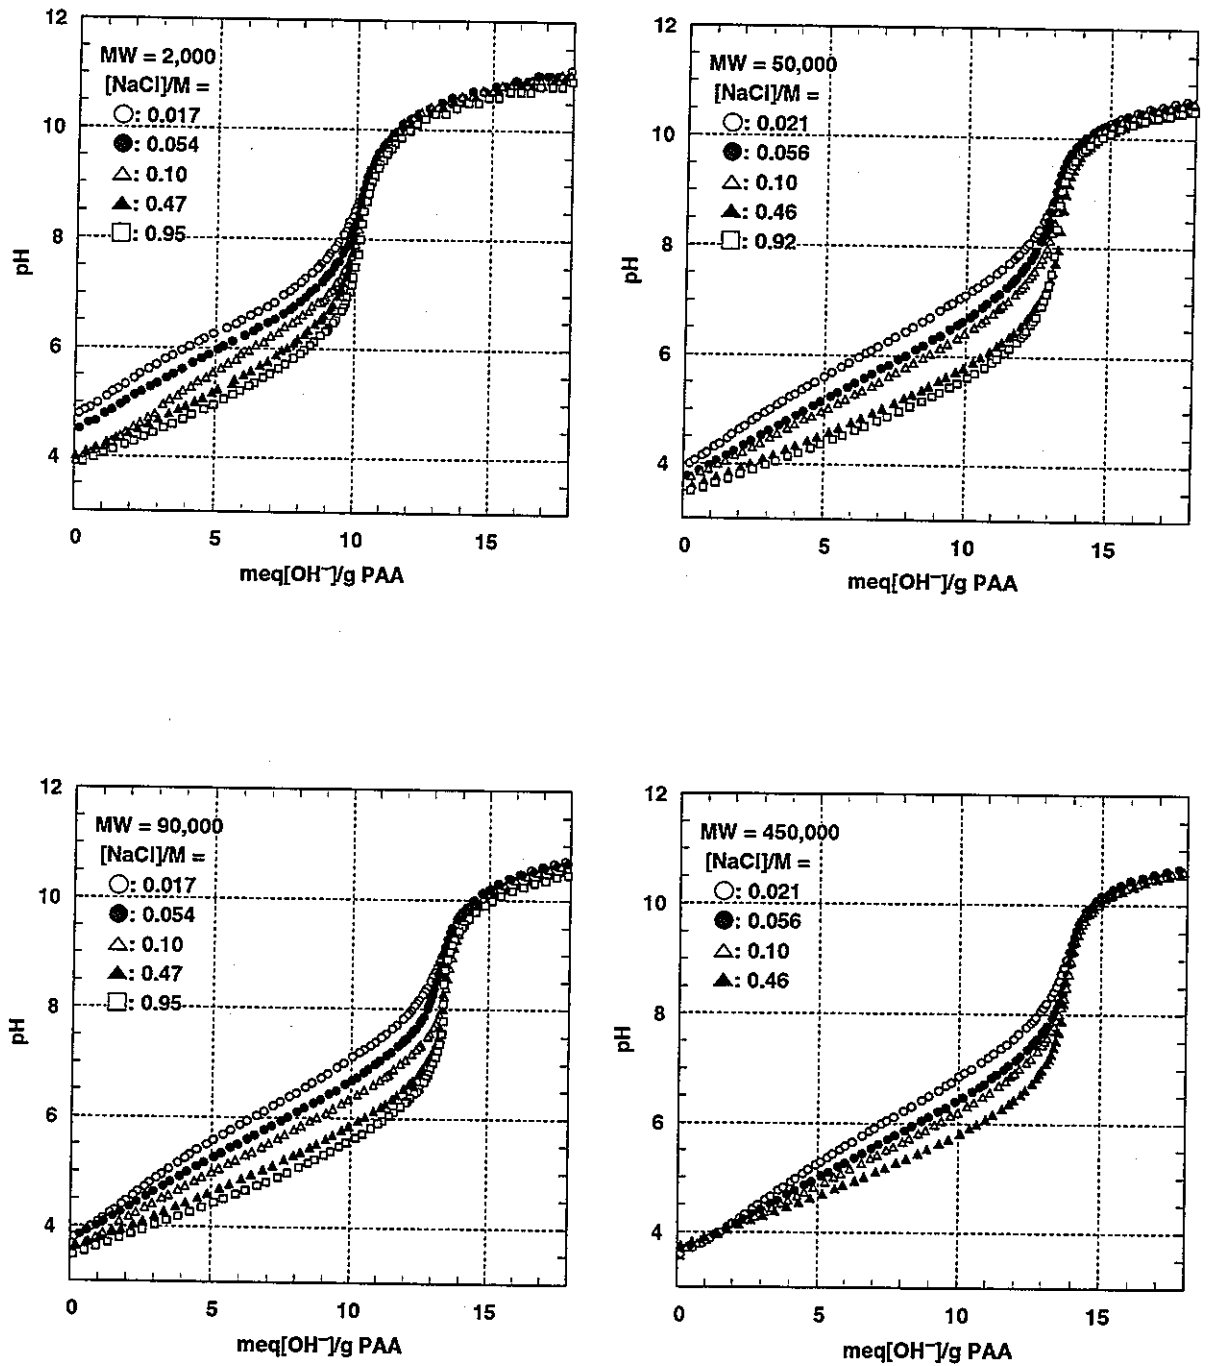 12
10
8
6
4
pH
MW = 2,000
[NaCl]/M =
○: 0.017
●: 0.054
△: 0.10
▲: 0.47
□: 0.95
0 5 10 15
meq[OH⁻]/g PAA
12
10
8
6
4
pH
MW = 50,000
[NaCl]/M =
○: 0.021
●: 0.056
△: 0.10
▲: 0.46
□: 0.92
0 5 10 15
meq[OH⁻]/g PAA
12
10
8
6
4
pH
MW = 90,000
[NaCl]/M =
○: 0.017
●: 0.054
△: 0.10
▲: 0.47
□: 0.95
0 5 10 15
meq[OH⁻]/g PAA
12
10
8
6
4
pH
MW = 450,000
[NaCl]/M =
○: 0.021
●: 0.056
△: 0.10
▲: 0.46
0 5 10 15
meq[OH⁻]/g PAA